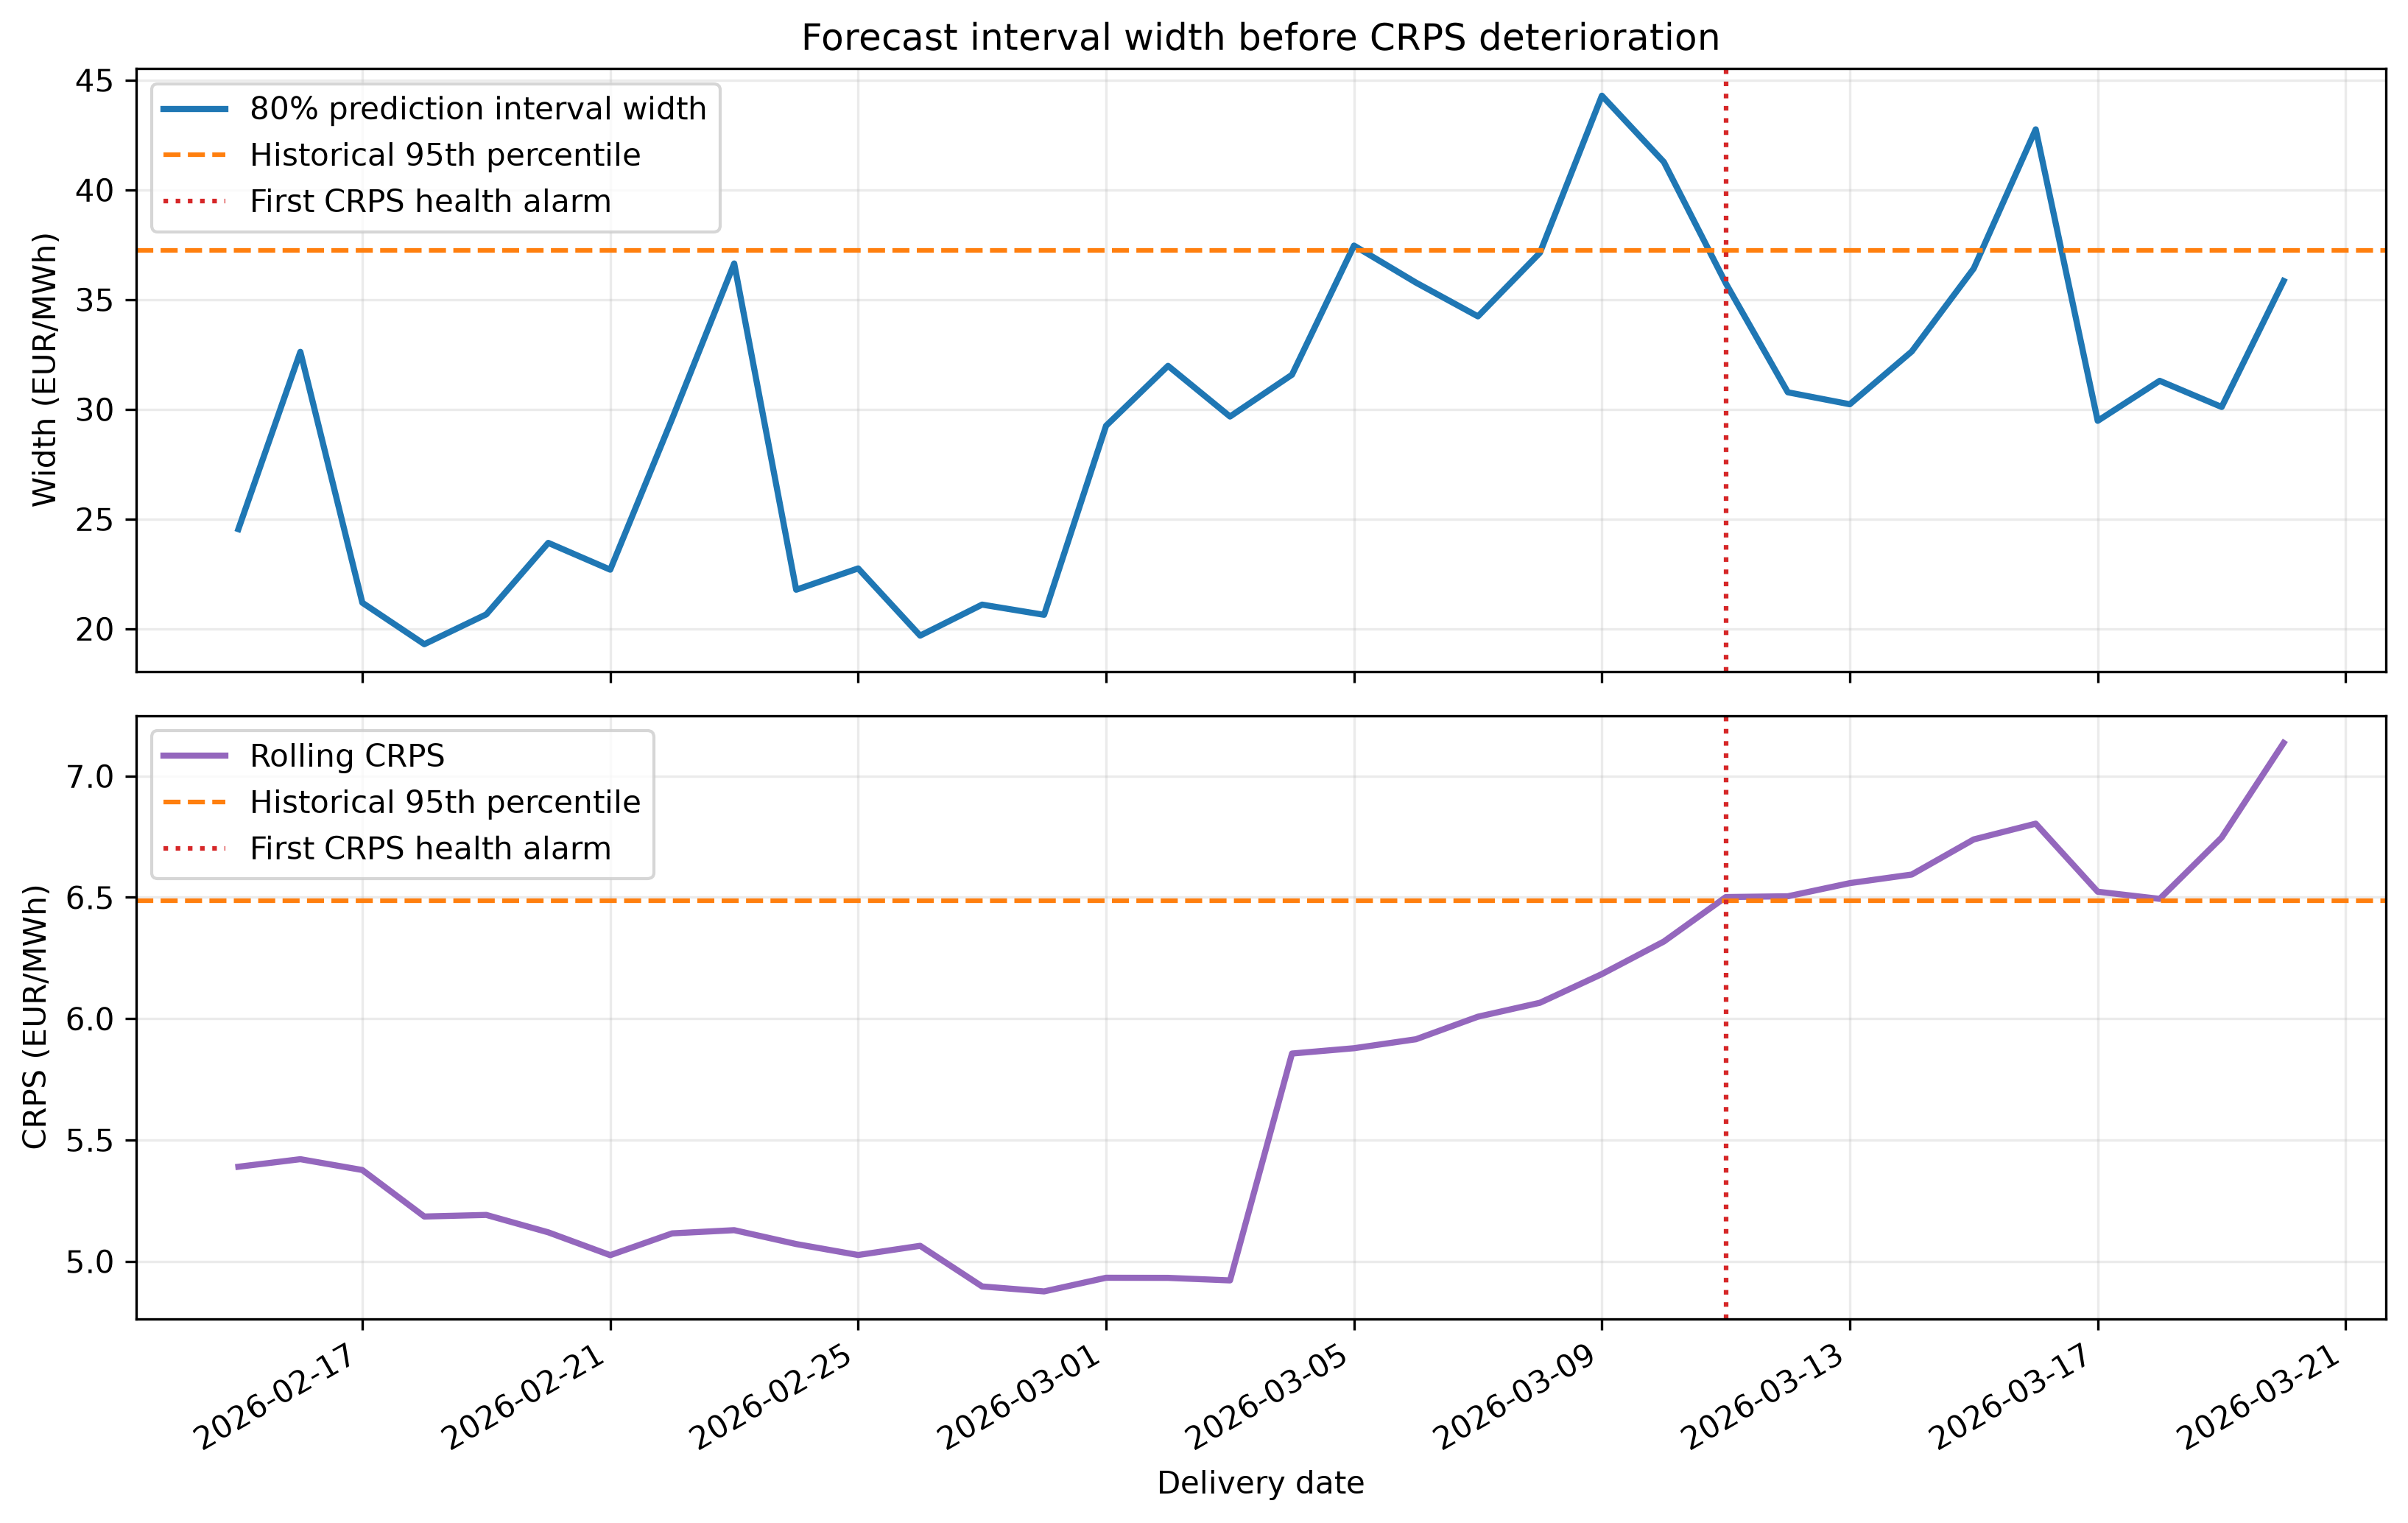 Forecast interval width before CRPS deterioration
80% prediction interval width
Historical 95th percentile
First CRPS health alarm
Width (EUR/MWh)
45
40
35
30
25
20
Rolling CRPS
Historical 95th percentile
First CRPS health alarm
CRPS (EUR/MWh)
7.0
6.5
6.0
5.5
5.0
2026-02-17
2026-02-21
2026-02-25
2026-03-01
2026-03-05
2026-03-09
2026-03-13
2026-03-17
2026-03-21
Delivery date